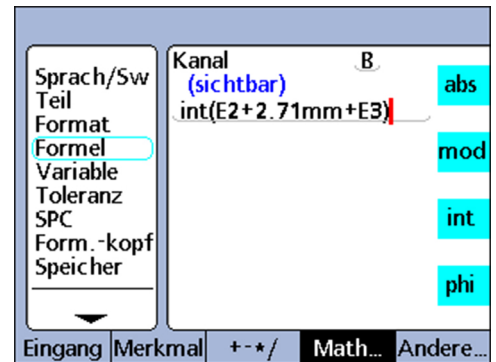 Sprach/Sw
Teil
Format
Formel
Variable
Toleranz
SPC
Form.-kopf
Speicher
Kanal B
(sichtbar)
int(E2+2.71mm+E3)
abs
mod
int
phi
Eingang Merkmal +-*/ Math... Andere...